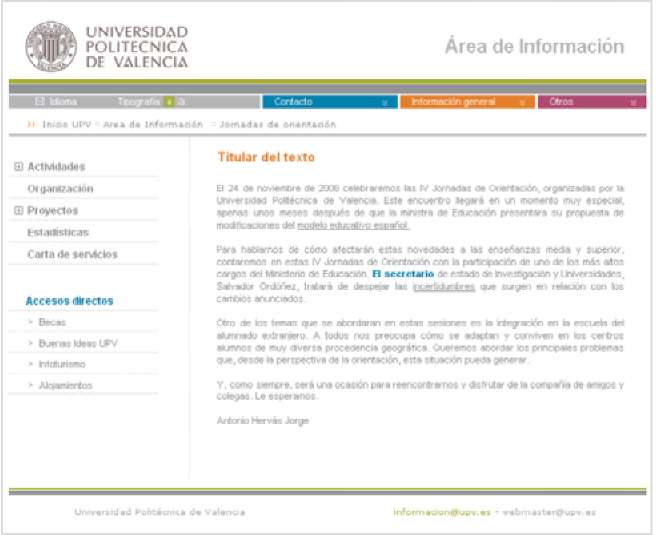 UNIVERSIDAD
POLITECNICA
DE VALENCIA
Área de Información
Idioma Tipografía a a Contacto Información general Otros
Inicio UPV Area de Información Jornadas de orientación
Actividades
Organización
Proyectos
Estadísticas
Carta de servicios
Accesos directos
> Becas
> Buenas Ideas UPV
> Infoturismo
> Alojamientos
Titular del texto
El 24 de noviembre de 2006 celebraremos las IV Jornadas de Orientación, organizadas por la
Universidad Politécnica de Valencia. Este encuentro llegará en un momento muy especial,
apenas unos meses después de que la ministra de Educación presentara su propuesta de
modificaciones del modelo educativo español.
Para hablarnos de cómo afectarán estas novedades a las enseñanzas media y superior,
contaremos en estas IV Jornadas de Orientación con la participación de uno de los más altos
cargos del Ministerio de Educación. El secretario de estado de Investigación y Universidades,
Salvador Ordóñez, tratará de despejar las incertidumbres que surgen en relación con los
cambios anunciados.
Otro de los temas que se abordaran en estas sesiones es la integración en la escuela del
alumnado extranjero. A todos nos preocupa cómo se adaptan y conviven en los centros
alumnos de muy diversa procedencia geográfica. Queremos abordar los principales problemas
que, desde la perspectiva de la orientación, esta situación pueda generar.
Y, como siempre, será una ocasión para reencontrarnos y disfrutar de la compañía de amigos y
colegas. Le esperamos.
Antonio Hervás Jorge
Universidad Politécnica de Valencia informacion@upv.es - webmaster@upv.es